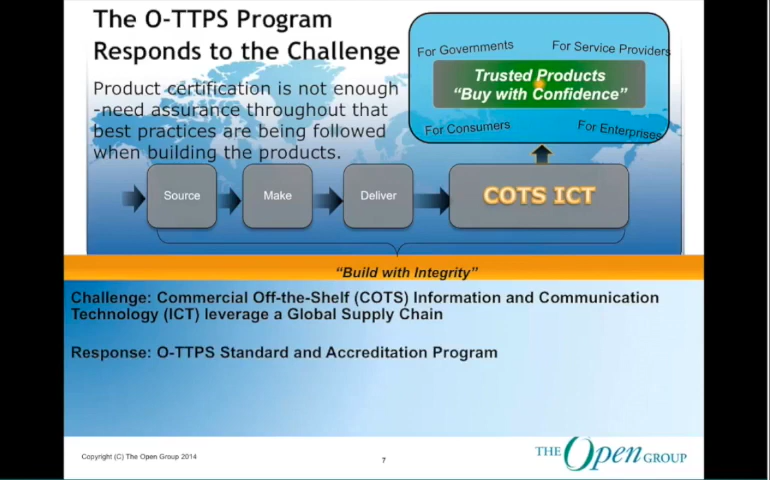 The O-TTPS Program
Responds to the Challenge
Product certification is not enough
-need assurance throughout that
best practices are being followed
when building the products.
For Governments
For Service Providers
Trusted Products
“Buy with Confidence”
For Consumers
For Enterprises
Source
Make
Deliver
COTS ICT
“Build with Integrity”
Challenge: Commercial Off-the-Shelf (COTS) Information and Communication
Technology (ICT) leverage a Global Supply Chain
Response: O-TTPS Standard and Accreditation Program
Copyright (C) The Open Group 2014
7
THE Open GROUP